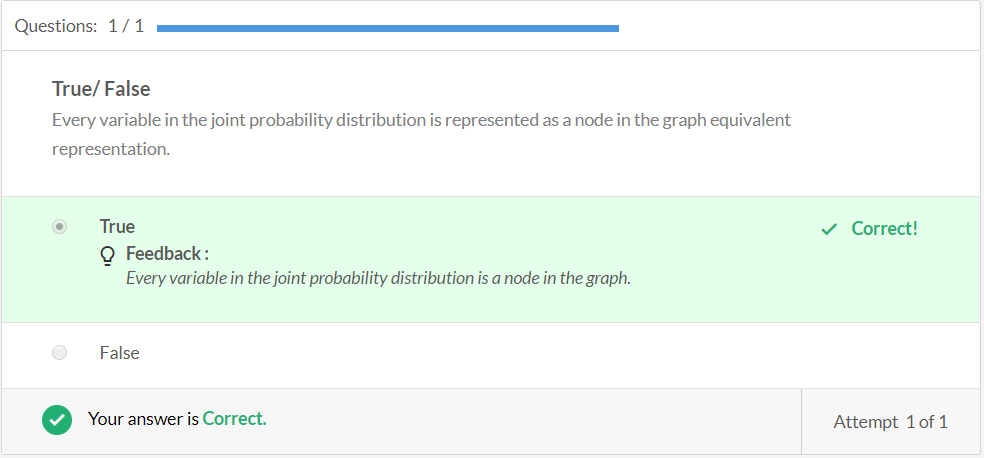 Questions: 1 / 1
True/ False
Every variable in the joint probability distribution is represented as a node in the graph equivalent
representation.
True
Correct!
Feedback :
Every variable in the joint probability distribution is a node in the graph.
False
Your answer is Correct.
Attempt 1 of 1